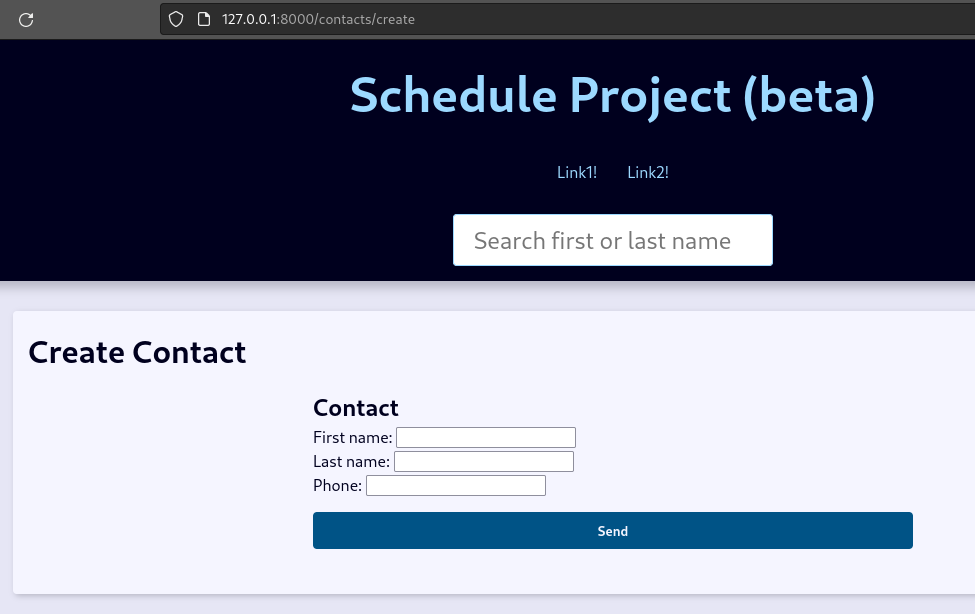 127.0.0.1:8000/contacts/create
Schedule Project (beta)
Link1! Link2!
Search first or last name
Create Contact
Contact
First name:
Last name:
Phone:
Send